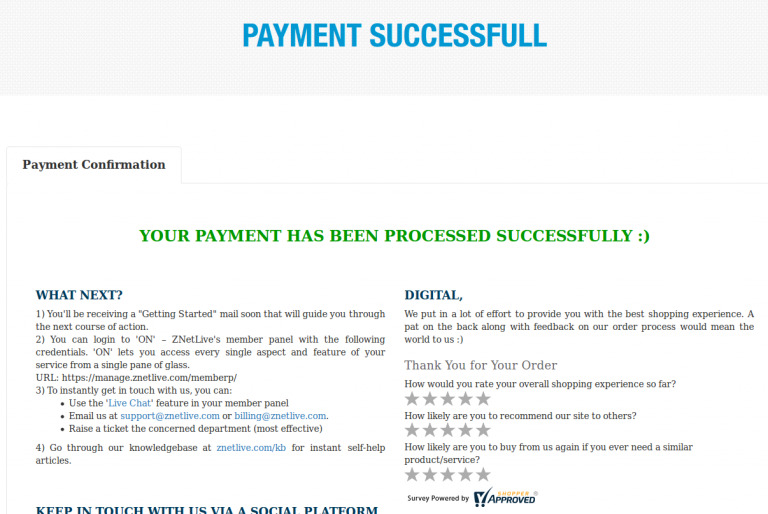 PAYMENT SUCCESSFULL
Payment Confirmation
YOUR PAYMENT HAS BEEN PROCESSED SUCCESSFULLY :)
WHAT NEXT?
1) You'll be receiving a "Getting Started" mail soon that will guide you through
the next course of action.
2) You can login to 'ON' – ZNetLive's member panel with the following
credentials. 'ON' lets you access every single aspect and feature of your
service from a single pane of glass.
URL: https://manage.znetlive.com/memberp/
3) To instantly get in touch with us, you can:
• Use the 'Live Chat' feature in your member panel
• Email us at support@znetlive.com or billing@znetlive.com.
• Raise a ticket the concerned department (most effective)
4) Go through our knowledgebase at znetlive.com/kb for instant self-help
articles.
KEEP IN TOUCH WITH US VIA A SOCIAL PLATFORM
DIGITAL,
We put in a lot of effort to provide you with the best shopping experience. A
pat on the back along with feedback on our order process would mean the
world to us :)
Thank You for Your Order
How would you rate your overall shopping experience so far?
How likely are you to recommend our site to others?
How likely are you to buy from us again if you ever need a similar
product/service?
Survey Powered by SHOPPER APPROVED®